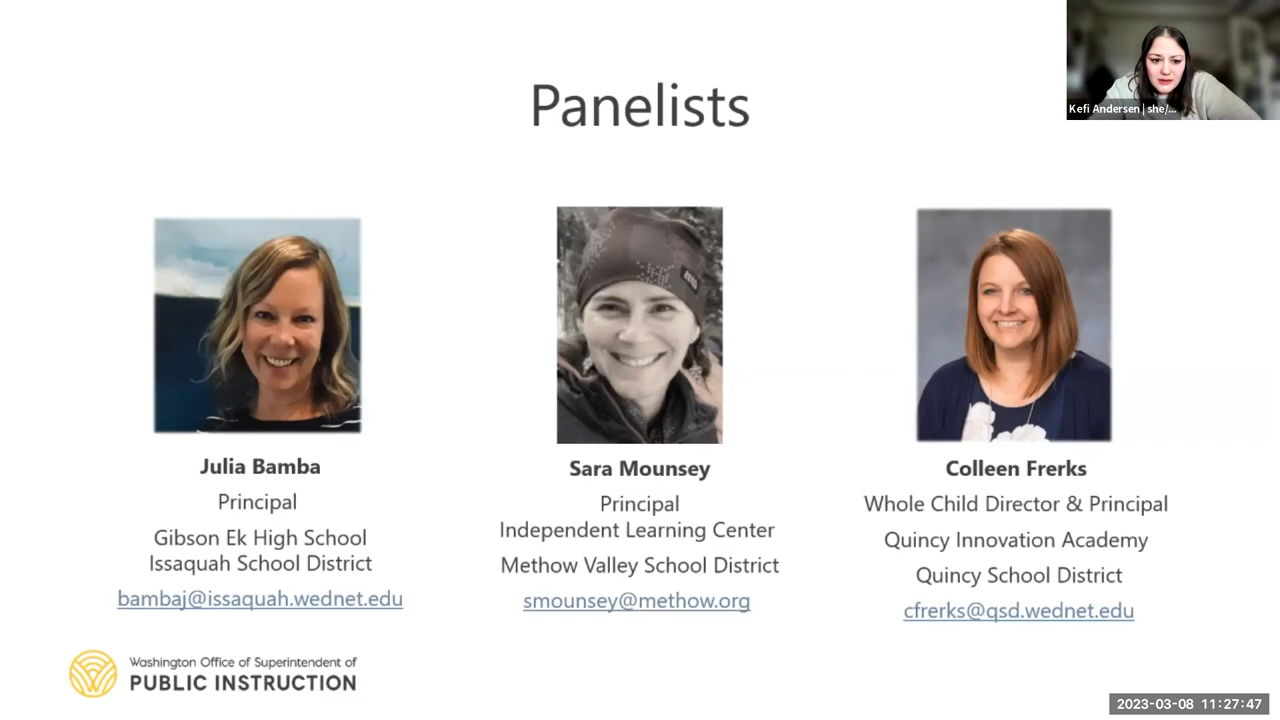 Panelists
Kefi Andersen | she/...
Julia Bamba
Principal
Gibson Ek High School
Issaquah School District
bambaj@issaquah.wednet.edu
Sara Mounsey
Principal
Independent Learning Center
Methow Valley School District
smounsey@methow.org
Colleen Frerks
Whole Child Director & Principal
Quincy Innovation Academy
Quincy School District
cfrerks@qsd.wednet.edu
Washington Office of Superintendent of
PUBLIC INSTRUCTION
2023-03-08 11:27:47